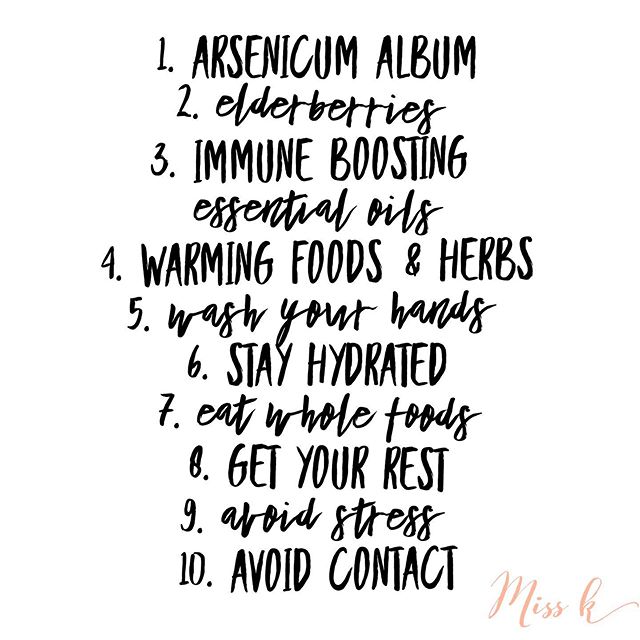 1. ARSENICUM ALBUM
2. elderberries
3. IMMUNE BOOSTING
essential oils
4. WARMING FOODS & HERBS
5. wash your hands
6. STAY HYDRATED
7. eat whole foods
8. GET YOUR REST
9. avoid stress
10. AVOID CONTACT
Miss k